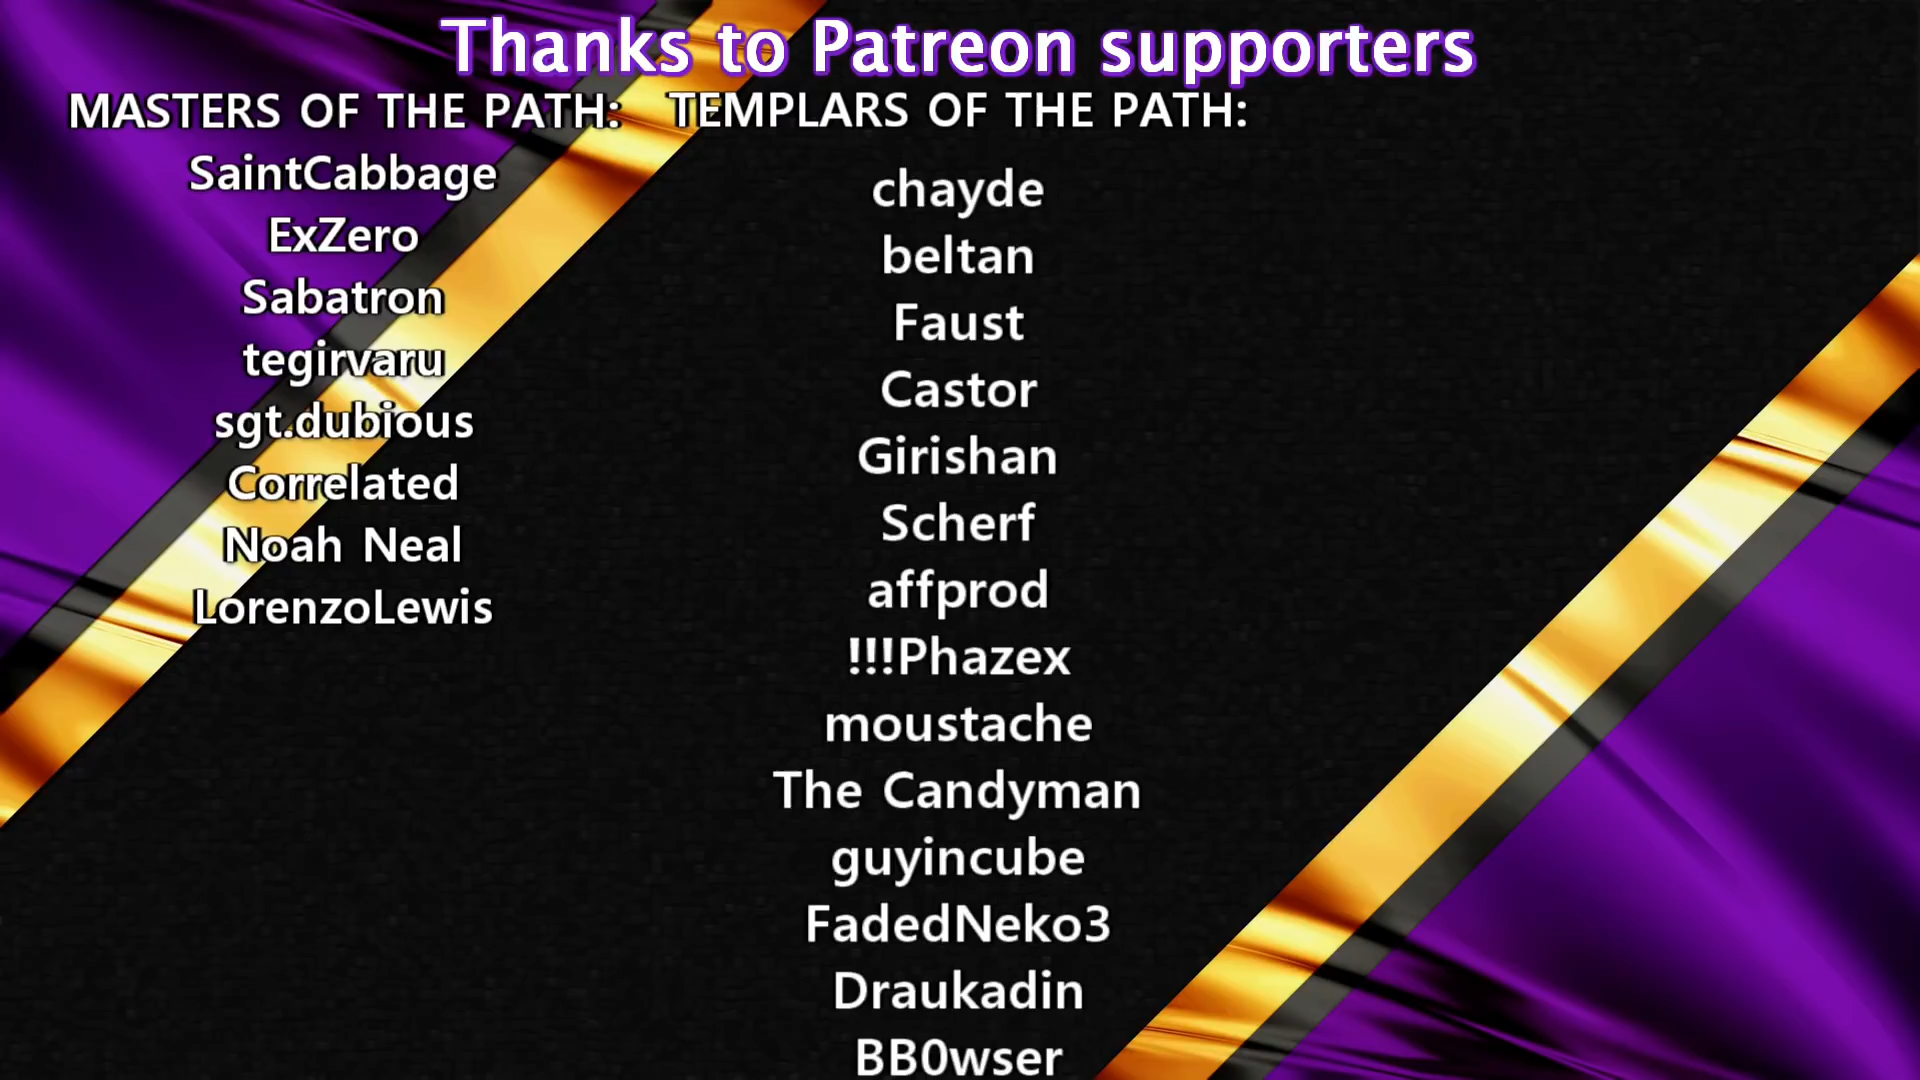 Thanks to Patreon supporters
MASTERS OF THE PATH:
SaintCabbage
ExZero
Sabatron
tegirvaru
sgt.dubious
Correlated
Noah Neal
LorenzoLewis
TEMPLARS OF THE PATH:
chayde
beltan
Faust
Castor
Girishan
Scherf
affprod
!!!Phazex
moustache
The Candyman
guyincube
FadedNeko3
Draukadin
BB0wser